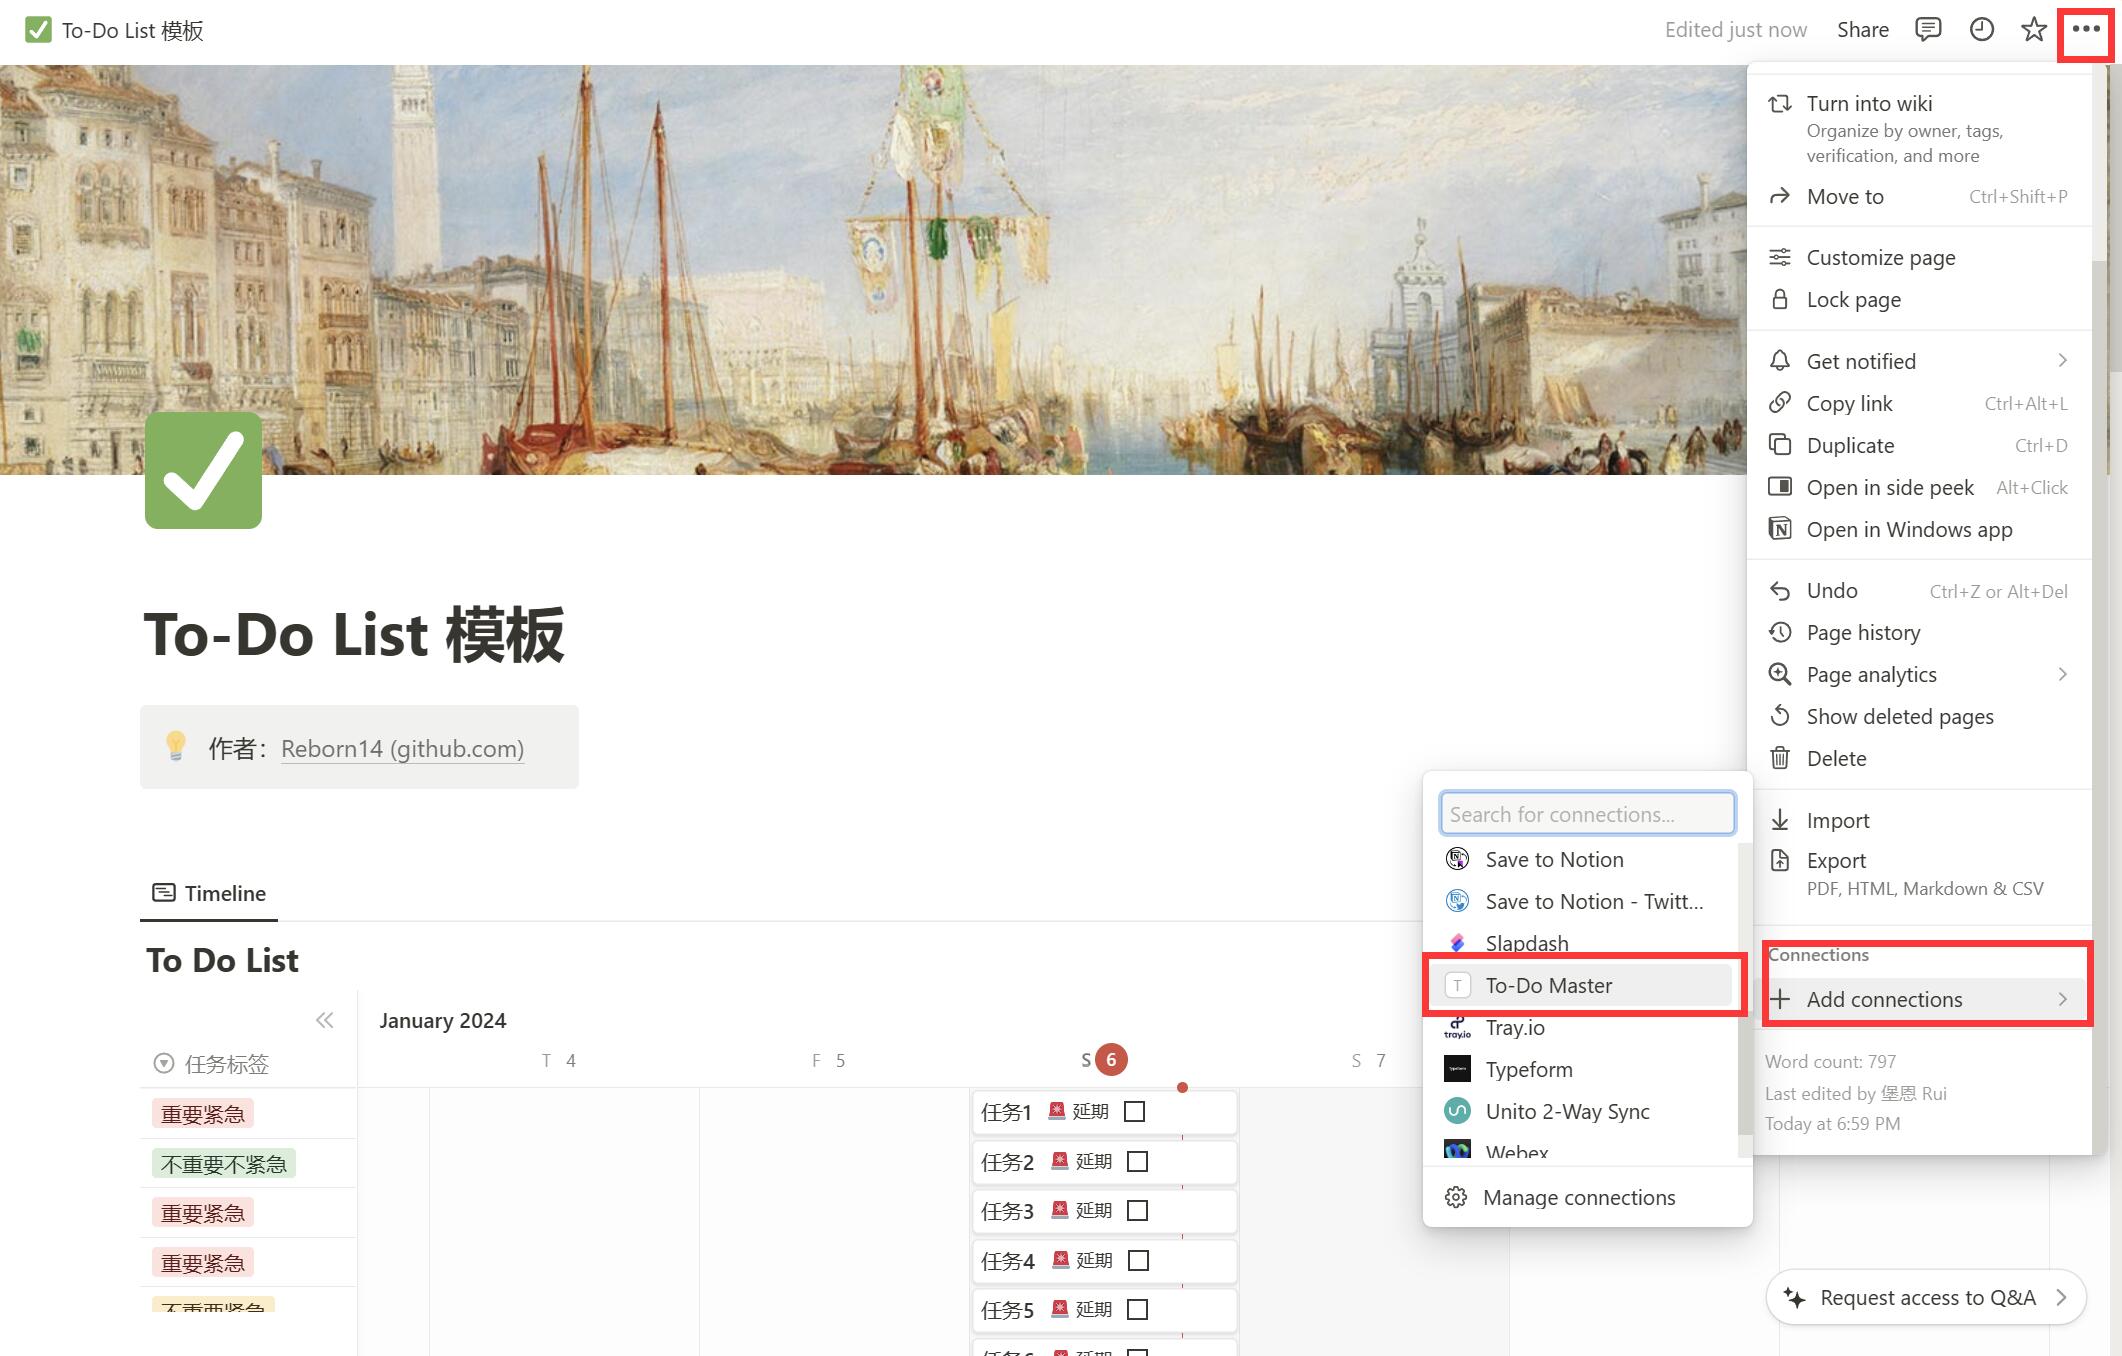 To-Do List 模板
Edited just now
Share
Turn into wiki
Organize by owner, tags,
verification, and more
Move to Ctrl+Shift+P
Customize page
Lock page
Get notified
Copy link Ctrl+Alt+L
Duplicate Ctrl+D
Open in side peek Alt+Click
Open in Windows app
Undo Ctrl+Z or Alt+Del
Page history
Page analytics
Show deleted pages
Delete
Import
Export
PDF, HTML, Markdown & CSV
Connections
Add connections
Word count: 797
Last edited by 堡恩 Rui
Today at 6:59 PM
To-Do List 模板
作者： Reborn14 (github.com)
Search for connections...
Save to Notion
Save to Notion - Twitt...
Slapdash
T To-Do Master
tray.io Tray.io
Typeform
Unito 2-Way Sync
Webex
Manage connections
Timeline
To Do List
January 2024
任务标签
T 4
F 5
S 6
S 7
重要紧急
任务1 延期
不重要不紧急
任务2 延期
重要紧急
任务3 延期
重要紧急
任务4 延期
不重要紧急
任务5 延期
Request access to Q&A